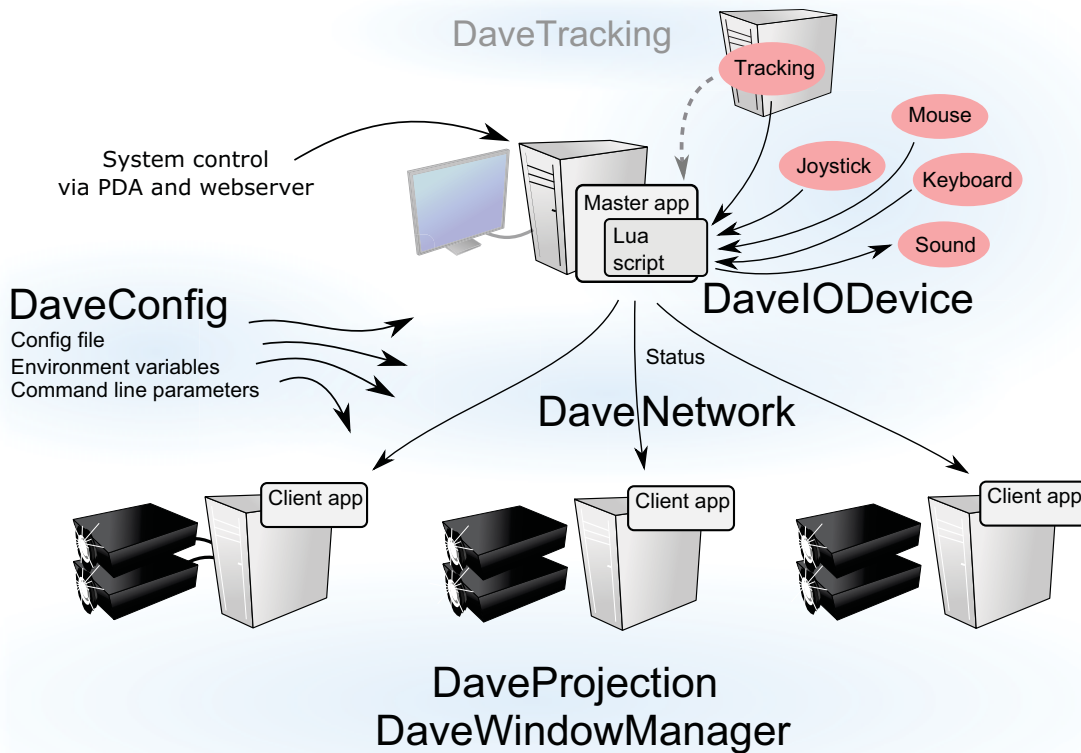 DaveTracking
Tracking
Mouse
System control
via PDA and webserver
Joystick
Keyboard
Master app
Lua
script
Sound
DaveConfig
DaveIODevice
Config file
Environment variables
Command line parameters
Status
DaveNetwork
Client app
Client app
Client app
DaveProjection
DaveWindowManager